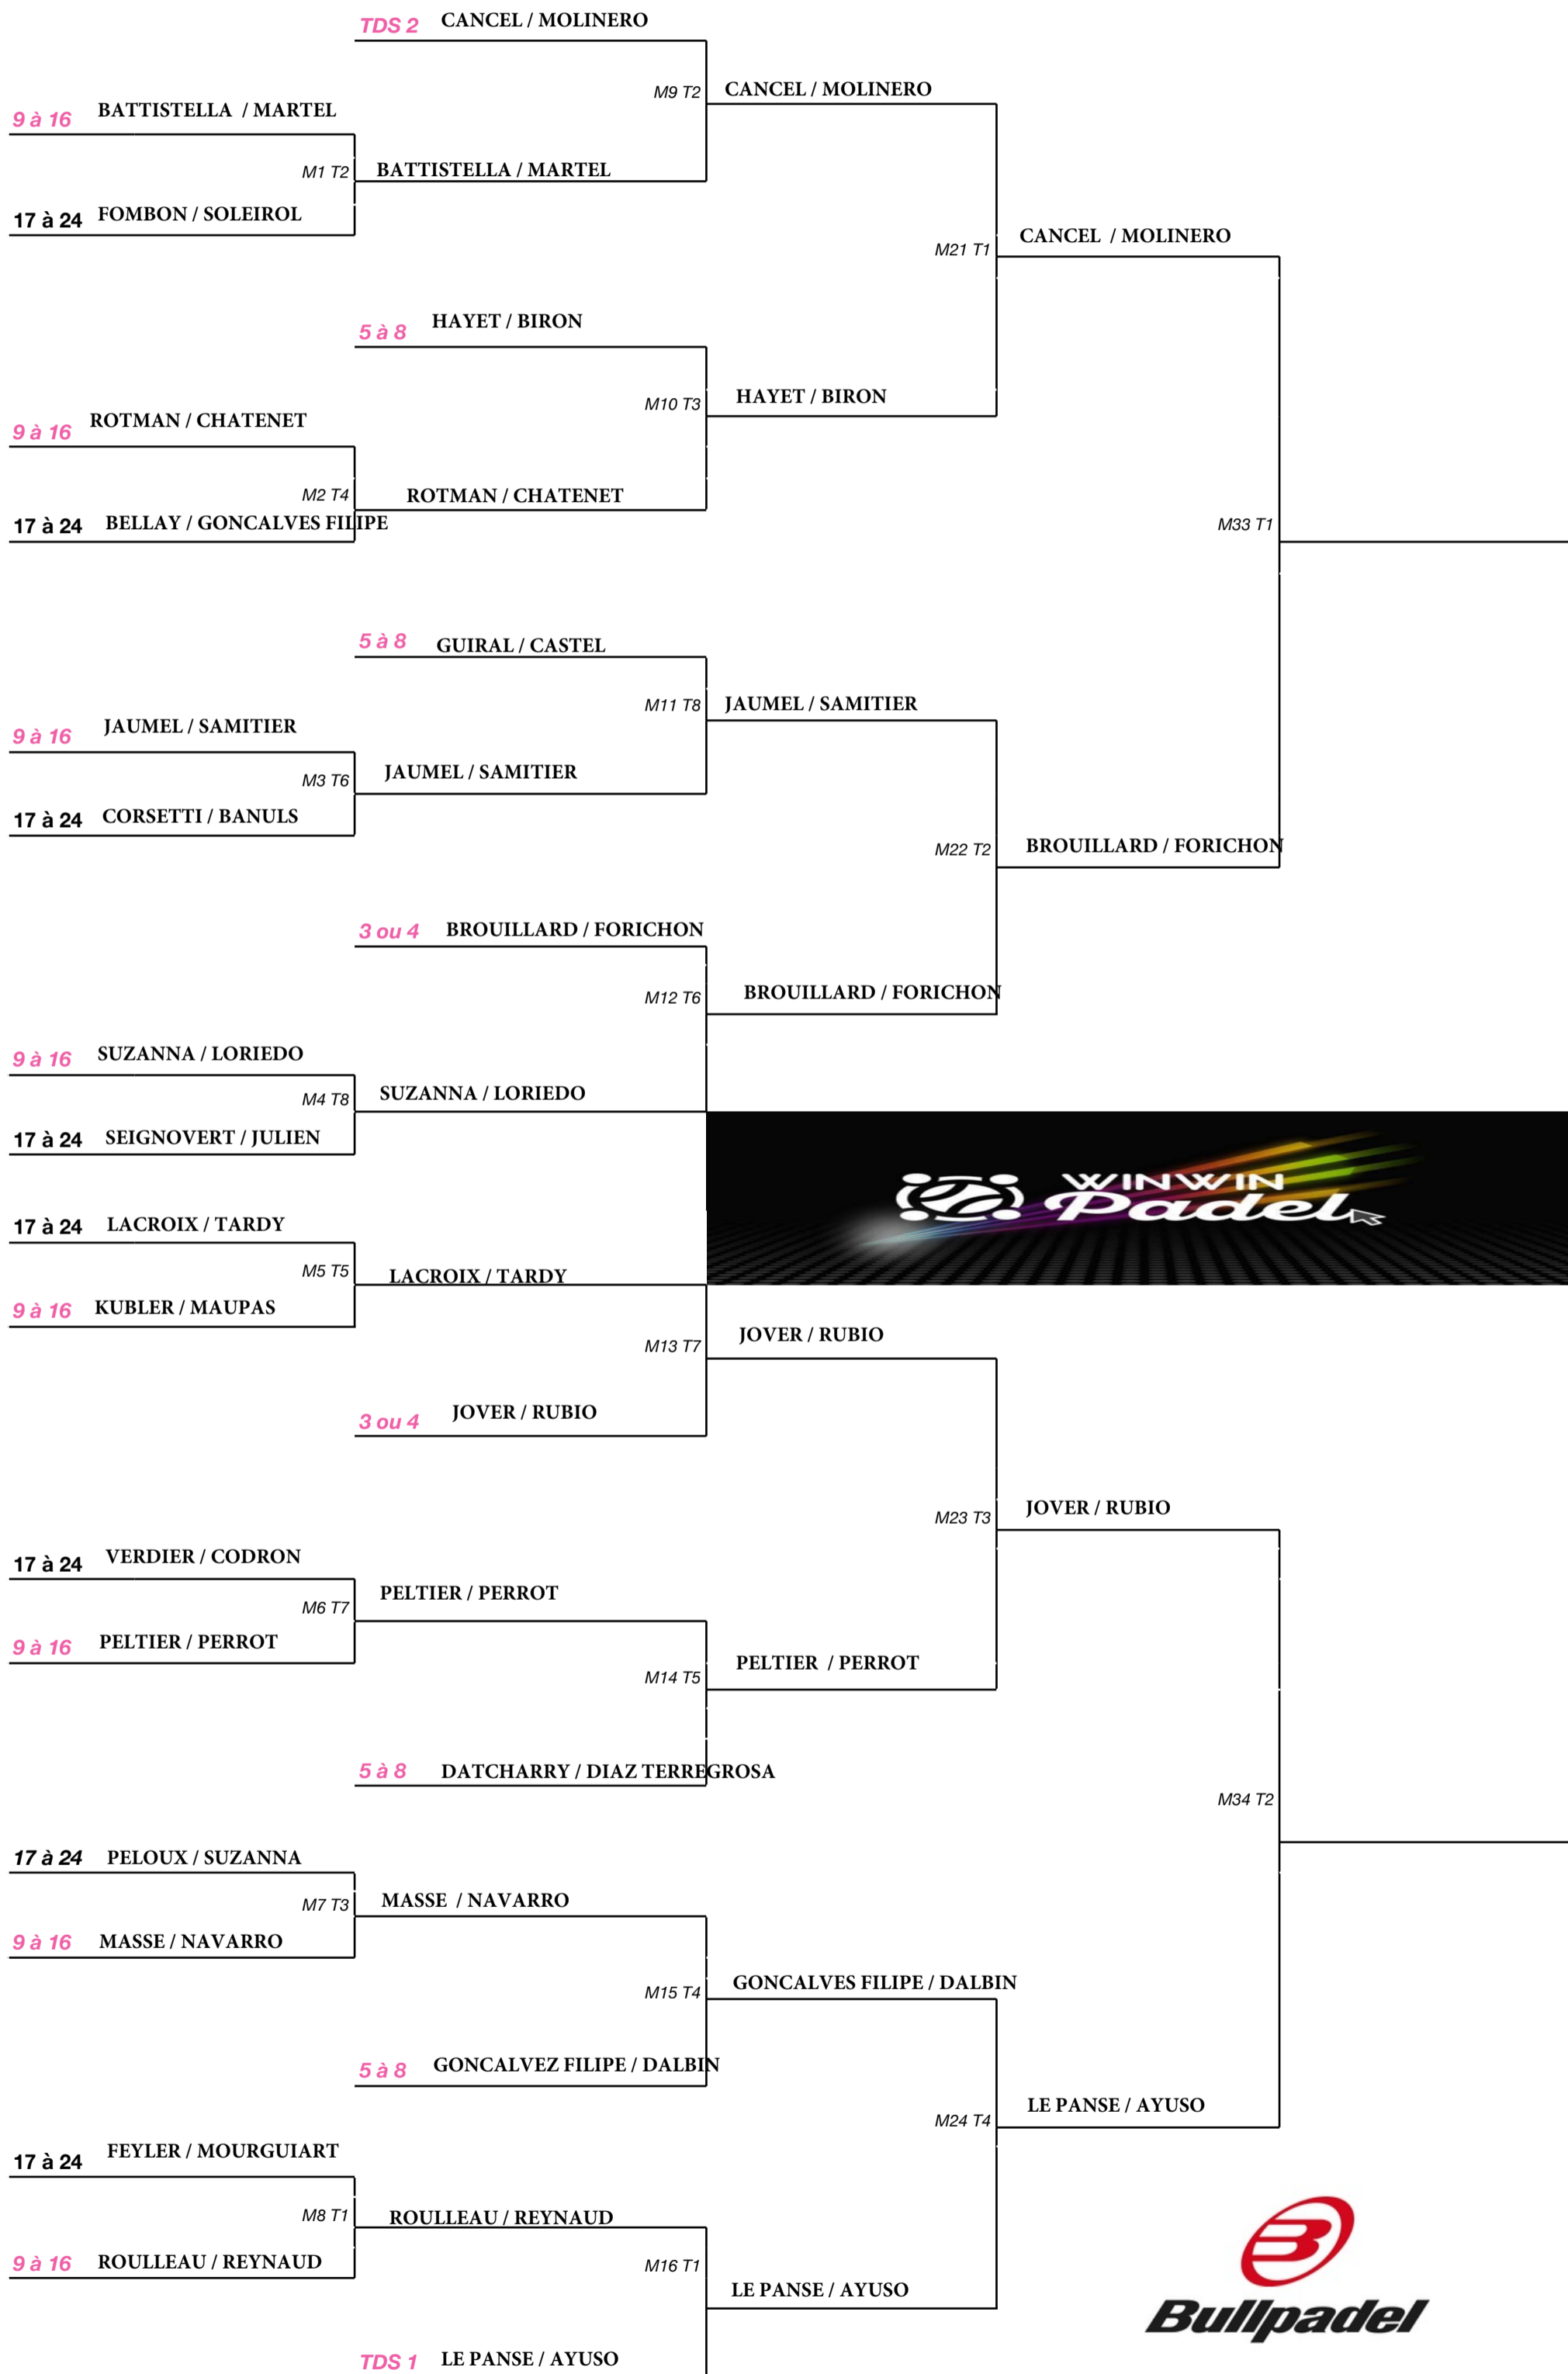 TDS 2 CANCEL / MOLINERO
M9 T2 CANCEL / MOLINERO
9 à 16 BATTISTELLA / MARTEL
M1 T2 BATTISTELLA / MARTEL
17 à 24 FOMBON / SOLEIROL
M21 T1 CANCEL / MOLINERO
5 à 8 HAYET / BIRON
M10 T3 HAYET / BIRON
9 à 16 ROTMAN / CHATENET
M2 T4 ROTMAN / CHATENET
17 à 24 BELLAY / GONCALVES FILIPE
M33 T1
5 à 8 GUIRAL / CASTEL
M11 T8 JAUMEL / SAMITIER
9 à 16 JAUMEL / SAMITIER
M3 T6 JAUMEL / SAMITIER
17 à 24 CORSETTI / BANULS
M22 T2 BROUILLARD / FORICHON
3 ou 4 BROUILLARD / FORICHON
M12 T6 BROUILLARD / FORICHON
9 à 16 SUZANNA / LORIEDO
M4 T8 SUZANNA / LORIEDO
17 à 24 SEIGNOVERT / JULIEN
WINWIN
Padel
17 à 24 LACROIX / TARDY
M5 T5 LACROIX / TARDY
9 à 16 KUBLER / MAUPAS
M13 T7 JOVER / RUBIO
3 ou 4 JOVER / RUBIO
M23 T3 JOVER / RUBIO
17 à 24 VERDIER / CODRON
M6 T7 PELTIER / PERROT
9 à 16 PELTIER / PERROT
M14 T5 PELTIER / PERROT
5 à 8 DATCHARRY / DIAZ TERREGROSA
M34 T2
17 à 24 PELOUX / SUZANNA
M7 T3 MASSE / NAVARRO
9 à 16 MASSE / NAVARRO
M15 T4 GONCALVES FILIPE / DALBIN
5 à 8 GONCALVEZ FILIPE / DALBIN
M24 T4 LE PANSE / AYUSO
17 à 24 FEYLER / MOURGUIART
M8 T1 ROULLEAU / REYNAUD
9 à 16 ROULLEAU / REYNAUD
M16 T1 LE PANSE / AYUSO
Bullpadel
TDS 1 LE PANSE / AYUSO